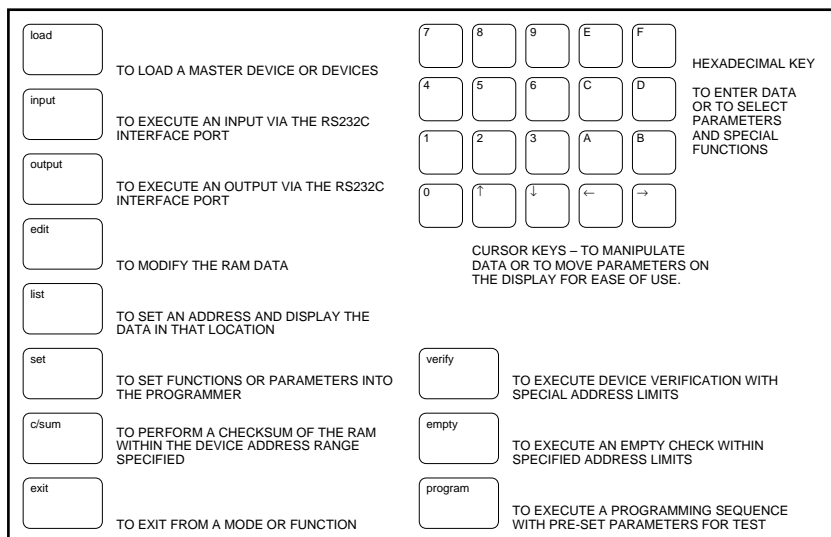 load
TO LOAD A MASTER DEVICE OR DEVICES
input
TO EXECUTE AN INPUT VIA THE RS232C
INTERFACE PORT
output
TO EXECUTE AN OUTPUT VIA THE RS232C
INTERFACE PORT
edit
TO MODIFY THE RAM DATA
list
TO SET AN ADDRESS AND DISPLAY THE
DATA IN THAT LOCATION
set
TO SET FUNCTIONS OR PARAMETERS INTO
THE PROGRAMMER
c/sum
TO PERFORM A CHECKSUM OF THE RAM
WITHIN THE DEVICE ADDRESS RANGE
SPECIFIED
exit
TO EXIT FROM A MODE OR FUNCTION
7 8 9 E F
4 5 6 C D
1 2 3 A B
0 ↑ ↓ ← →
HEXADECIMAL KEY
TO ENTER DATA
OR TO SELECT
PARAMETERS
AND SPECIAL
FUNCTIONS
CURSOR KEYS – TO MANIPULATE
DATA OR TO MOVE PARAMETERS ON
THE DISPLAY FOR EASE OF USE.
verify
TO EXECUTE DEVICE VERIFICATION WITH
SPECIAL ADDRESS LIMITS
empty
TO EXECUTE AN EMPTY CHECK WITHIN
SPECIFIED ADDRESS LIMITS
program
TO EXECUTE A PROGRAMMING SEQUENCE
WITH PRE-SET PARAMETERS FOR TEST